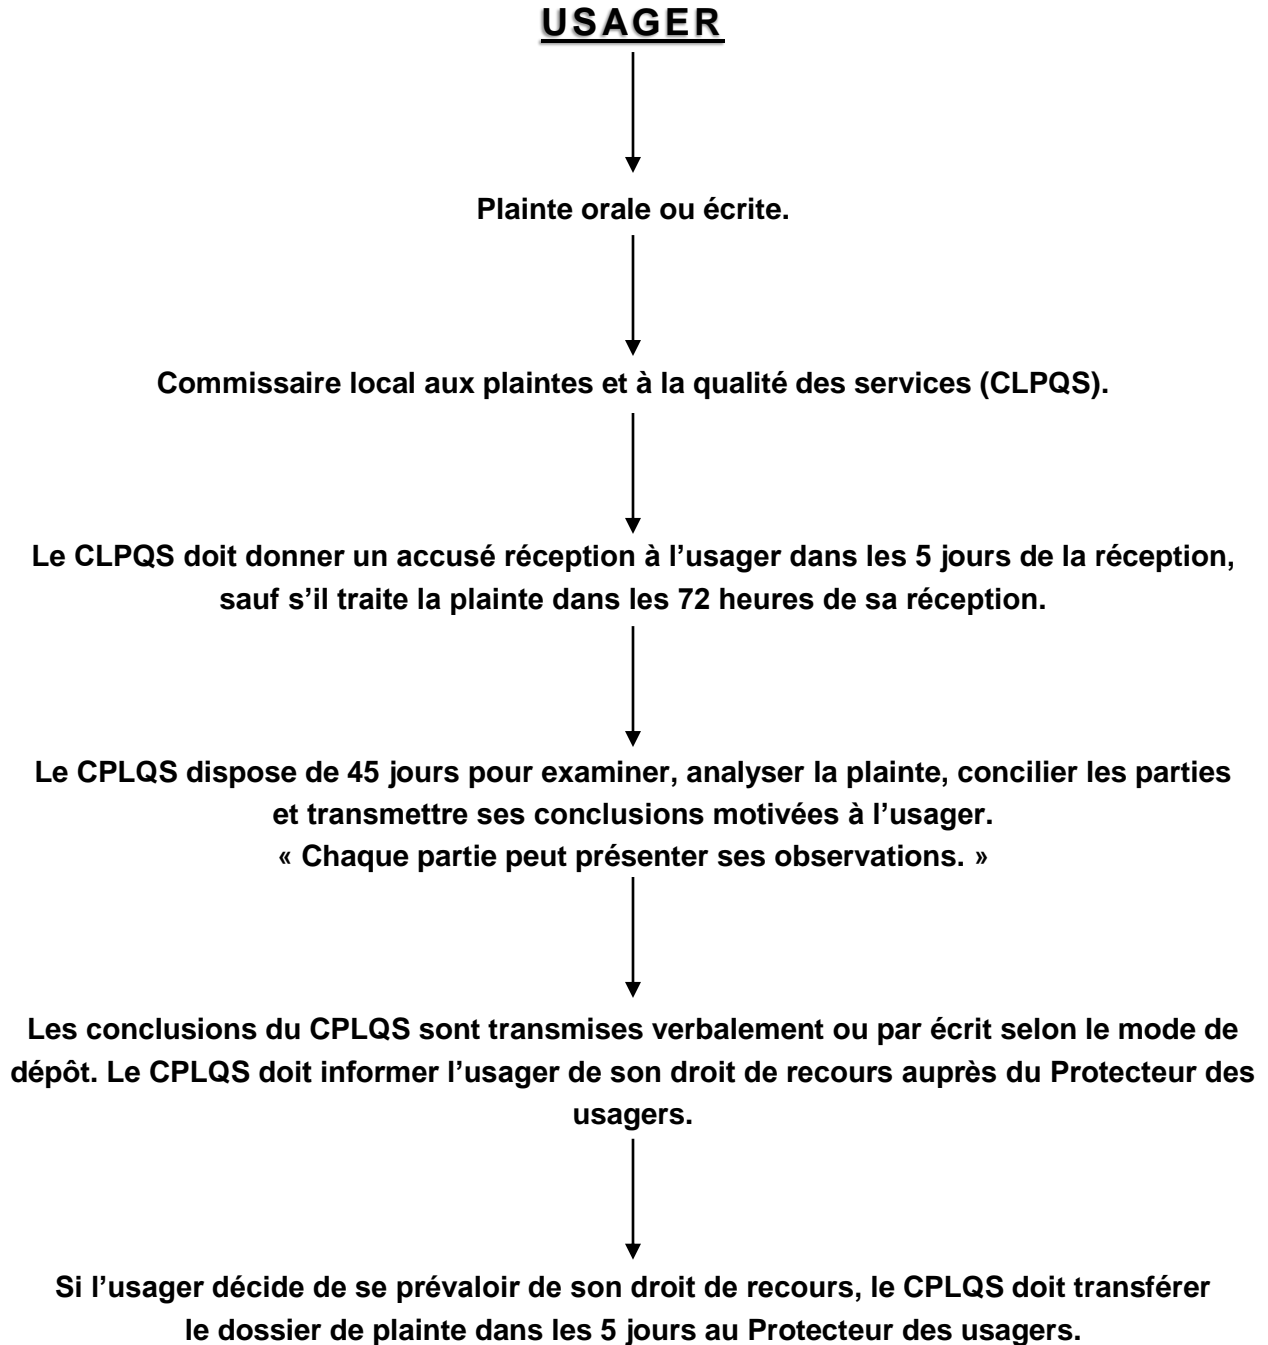 USAGER
Plainte orale ou écrite.
Commissaire local aux plaintes et à la qualité des services (CLPQS).
Le CLPQS doit donner un accusé réception à l’usager dans les 5 jours de la réception,
sauf s’il traite la plainte dans les 72 heures de sa réception.
Le CPLQS dispose de 45 jours pour examiner, analyser la plainte, concilier les parties
et transmettre ses conclusions motivées à l’usager.
« Chaque partie peut présenter ses observations. »
Les conclusions du CPLQS sont transmises verbalement ou par écrit selon le mode de
dépôt. Le CPLQS doit informer l’usager de son droit de recours auprès du Protecteur des
usagers.
Si l’usager décide de se prévaloir de son droit de recours, le CPLQS doit transférer
le dossier de plainte dans les 5 jours au Protecteur des usagers.